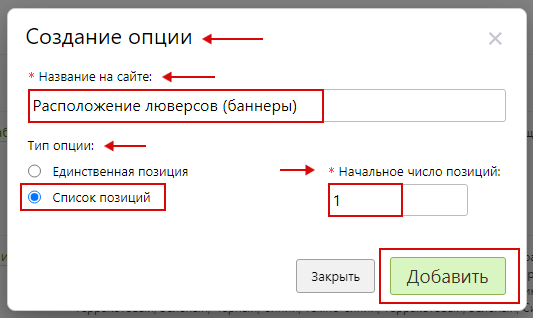 Создание опции
* Название на сайте:
Расположение люверсов (баннеры)
Тип опции:
Единственная позиция
* Начальное число позиций:
Список позиций
1
Закрыть
Добавить